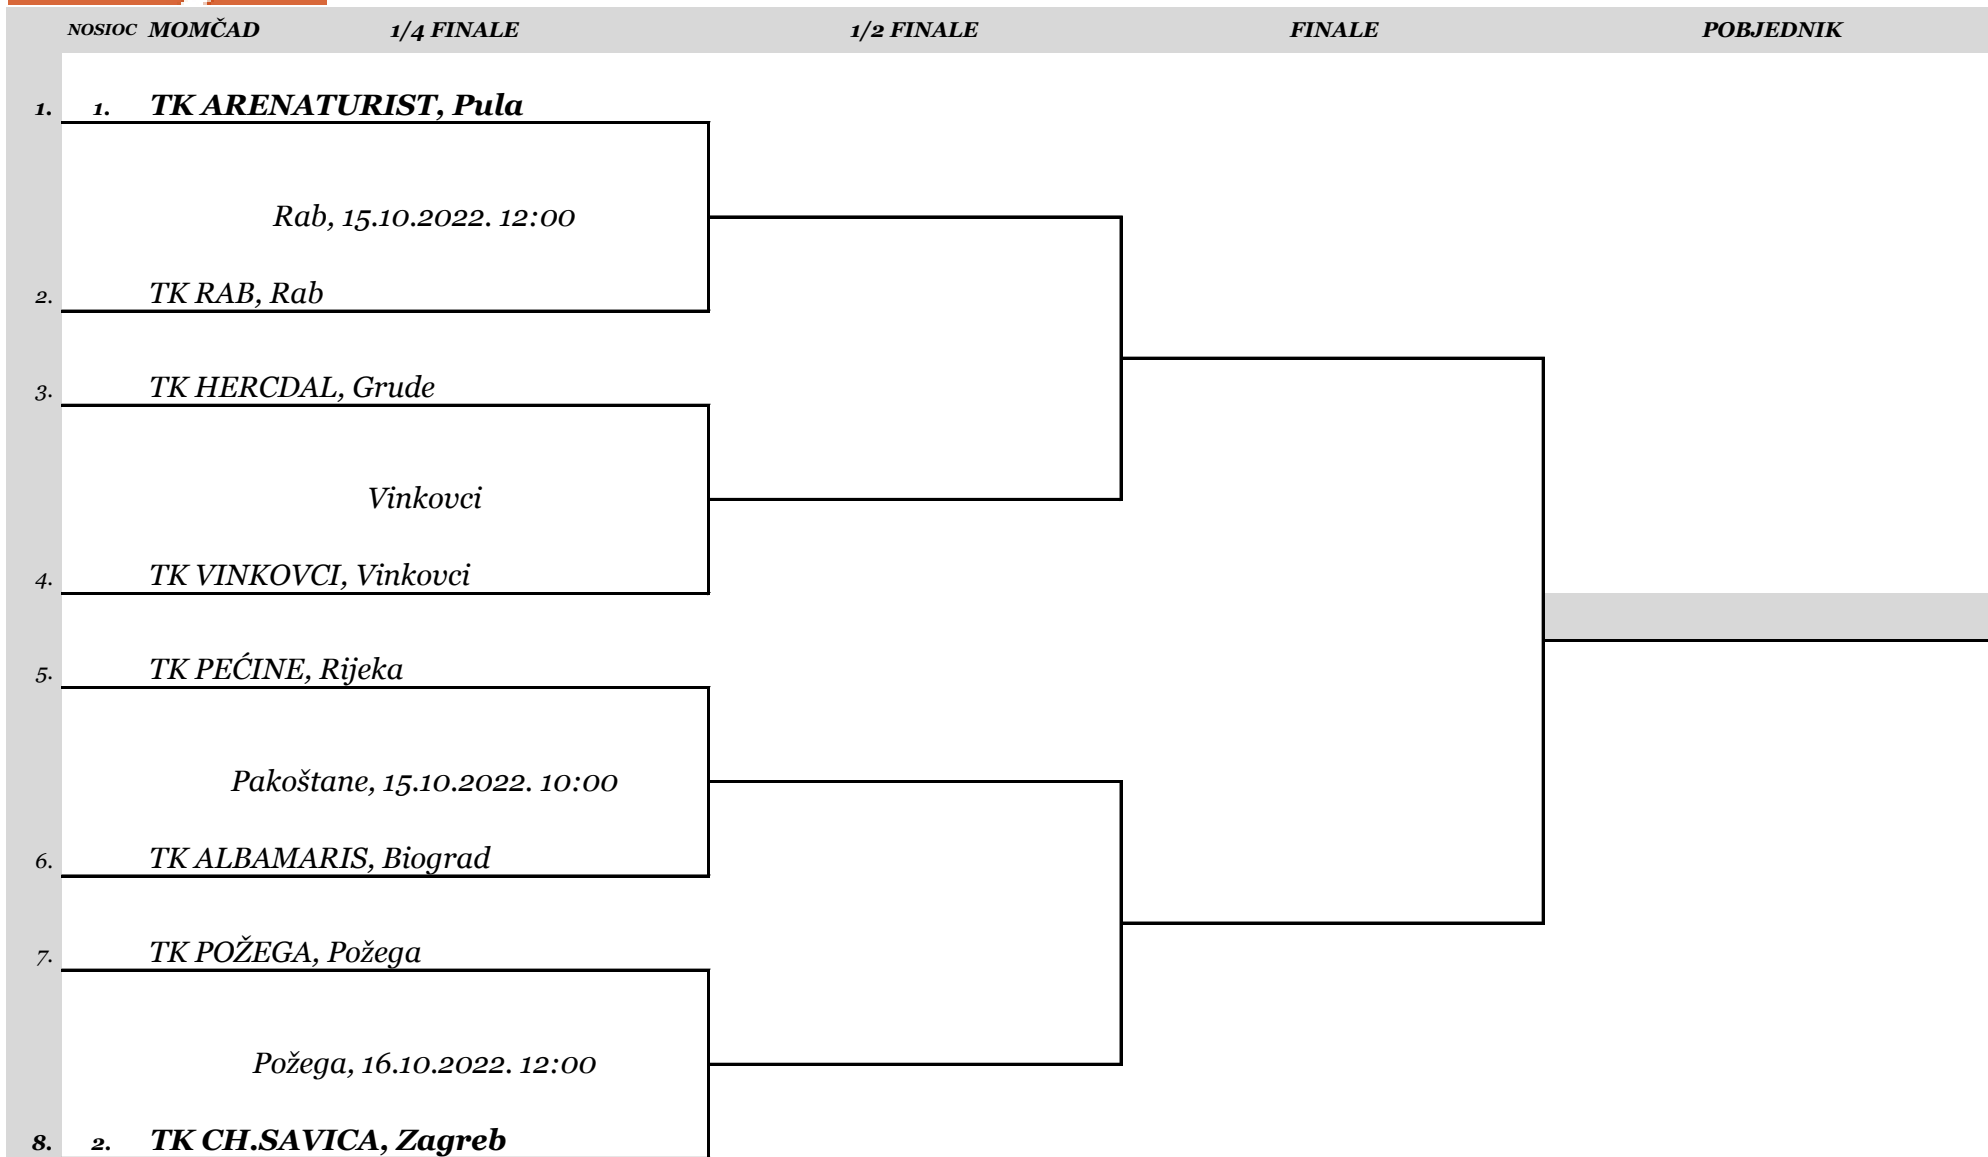 NOSIOC MOMČAD 1/4 FINALE 1/2 FINALE FINALE POBJEDNIK
1. 1. TK ARENATURIST, Pula
Rab, 15.10.2022. 12:00
2. TK RAB, Rab
3. TK HERCDAL, Grude
Vinkovci
4. TK VINKOVCI, Vinkovci
5. TK PEĆINE, Rijeka
Pakoštane, 15.10.2022. 10:00
6. TK ALBAMARIS, Biograd
7. TK POŽEGA, Požega
Požega, 16.10.2022. 12:00
8. 2. TK CH.SAVICA, Zagreb